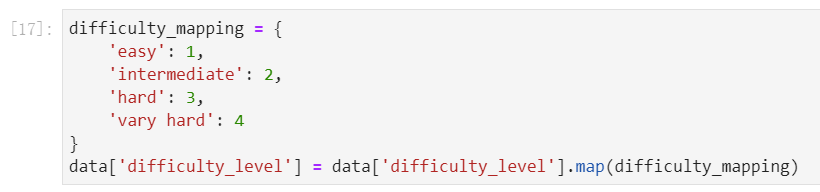 [17]: difficulty_mapping = {
    'easy': 1,
    'intermediate': 2,
    'hard': 3,
    'vary hard': 4
}
data['difficulty_level'] = data['difficulty_level'].map(difficulty_mapping)